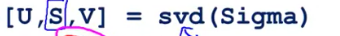 [U,S,V] = svd(Sigma)